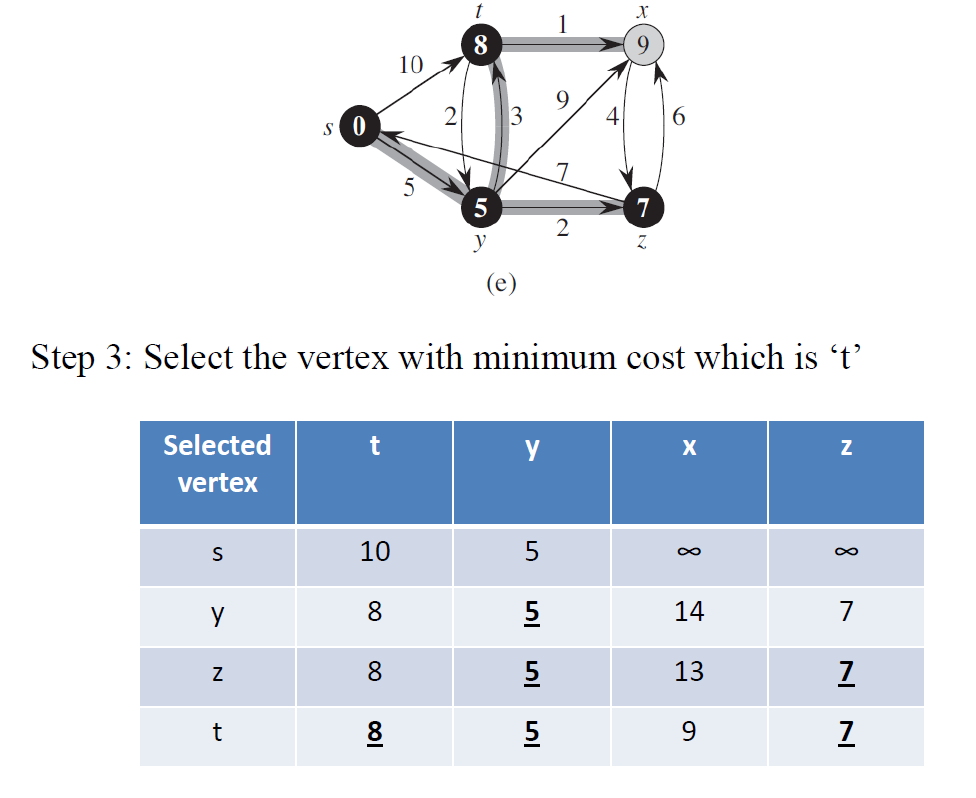 t
x
1
8
9
10
9
2
3
4
6
s
0
7
5
5
7
2
y
z
(e)
Step 3: Select the vertex with minimum cost which is ‘t’
Selected vertex t y x z
s 10 5 ∞ ∞
y 8 5 14 7
z 8 5 13 7
t 8 5 9 7